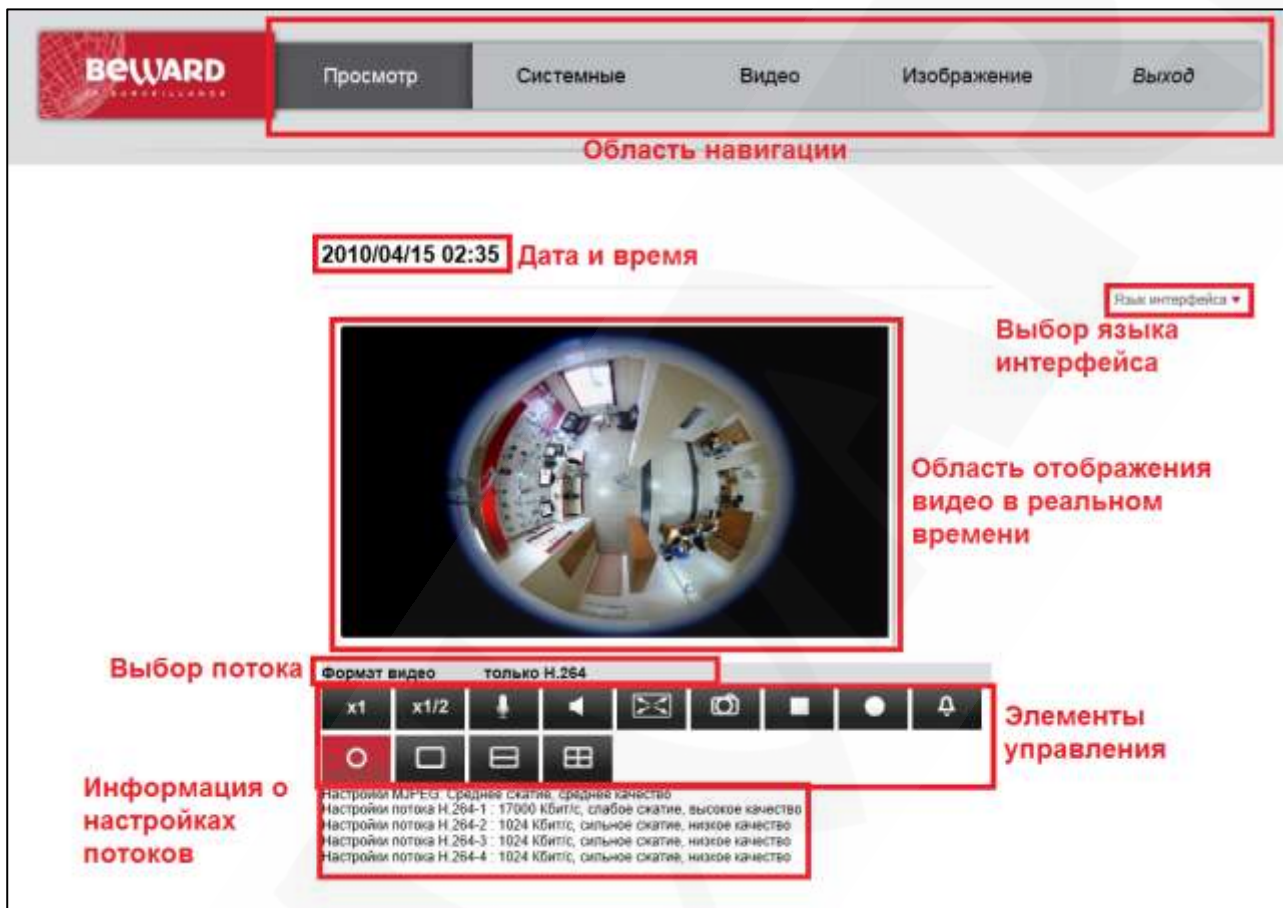 BEWARD
IP SURVEILLANCE
Просмотр
Системные
Видео
Изображение
Выход
Область навигации
2010/04/15 02:35
Дата и время
Язык интерфейса
Выбор языка
интерфейса
Область отображения
видео в реальном
времени
Выбор потока
Формат видео только H.264
x1
x1/2
Элементы
управления
Информация о
настройках
потоков
Настройки MJPEG: Среднее сжатие, среднее качество
Настройки потока H.264-1 : 17000 Кбит/с, слабое сжатие, высокое качество
Настройки потока H.264-2 : 1024 Кбит/с, сильное сжатие, низкое качество
Настройки потока H.264-3 : 1024 Кбит/с, сильное сжатие, низкое качество
Настройки потока H.264-4 : 1024 Кбит/с, сильное сжатие, низкое качество